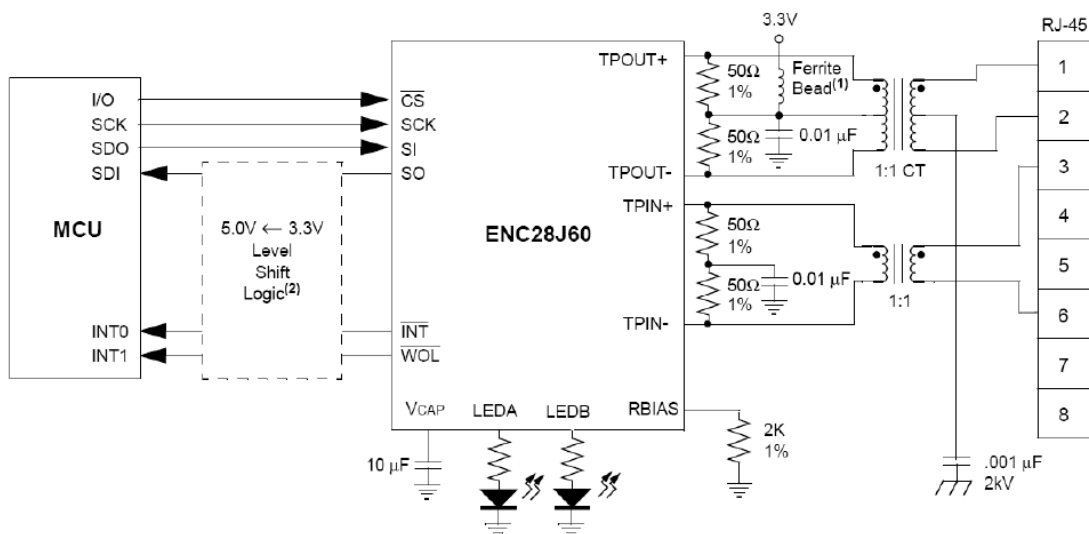 3.3V
RJ-45
MCU
I/O
SCK
SDO
SDI
INT0
INT1
5.0V ← 3.3V
Level
Shift
Logic(2)
ENC28J60
CS
SCK
SI
SO
INT
WOL
VCAP
LEDA
LEDB
RBIAS
TPOUT+
TPOUT-
TPIN+
TPIN-
10 µF
2K
1%
50Ω
1%
50Ω
1%
Ferrite
Bead(1)
0.01 µF
1:1 CT
50Ω
1%
50Ω
1%
0.01 µF
1:1
1
2
3
4
5
6
7
8
.001 µF
2kV